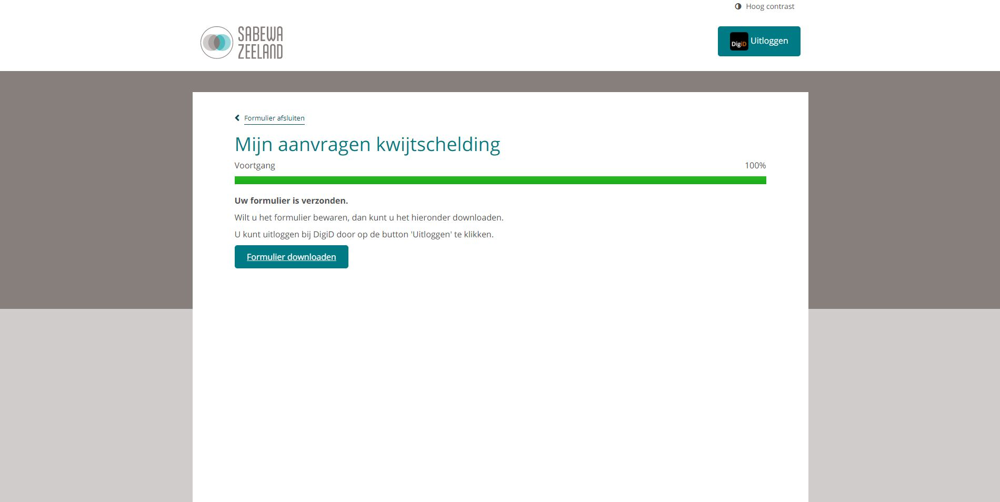 Hoog contrast
SABEWA
ZEELAND
DigiD Uitloggen
Formulier afsluiten
Mijn aanvragen kwijtschelding
Voortgang 100%
Uw formulier is verzonden.
Wilt u het formulier bewaren, dan kunt u het hieronder downloaden.
U kunt uitloggen bij DigiD door op de button 'Uitloggen' te klikken.
Formulier downloaden